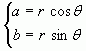 a = r cos θ
b = r sin θ